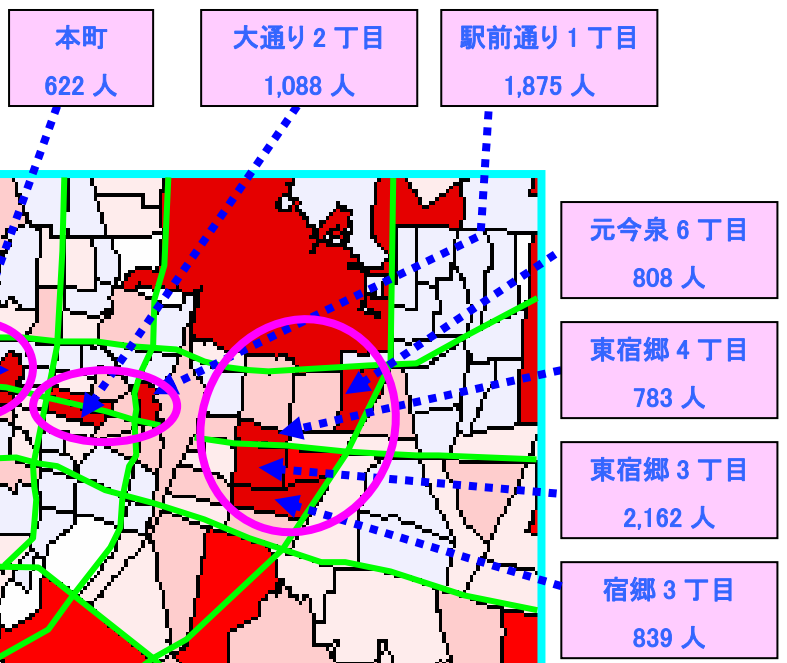 本町
622 人
大通り 2 丁目
1,088 人
駅前通り 1 丁目
1,875 人
元今泉 6 丁目
808 人
東宿郷 4 丁目
783 人
東宿郷 3 丁目
2,162 人
宿郷 3 丁目
839 人